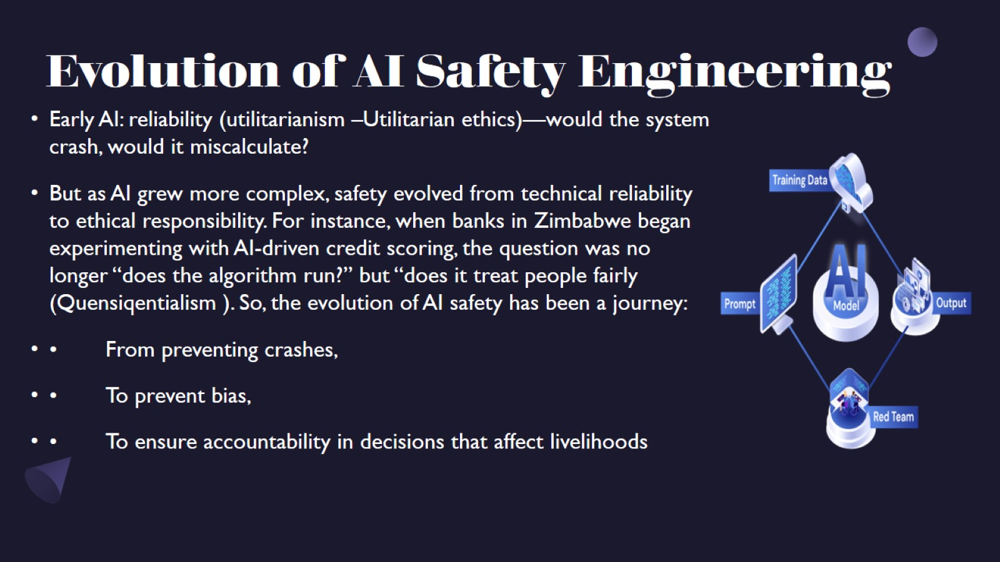 Evolution of AI Safety Engineering
• Early AI: reliability (utilitarianism –Utilitarian ethics)—would the system
crash, would it miscalculate?
• But as AI grew more complex, safety evolved from technical reliability
to ethical responsibility. For instance, when banks in Zimbabwe began
experimenting with AI-driven credit scoring, the question was no
longer “does the algorithm run?” but “does it treat people fairly
(Quensiqentialism ). So, the evolution of AI safety has been a journey:
• • From preventing crashes,
• • To prevent bias,
• • To ensure accountability in decisions that affect livelihoods
Training Data
AI
Model
Prompt
Output
Red Team